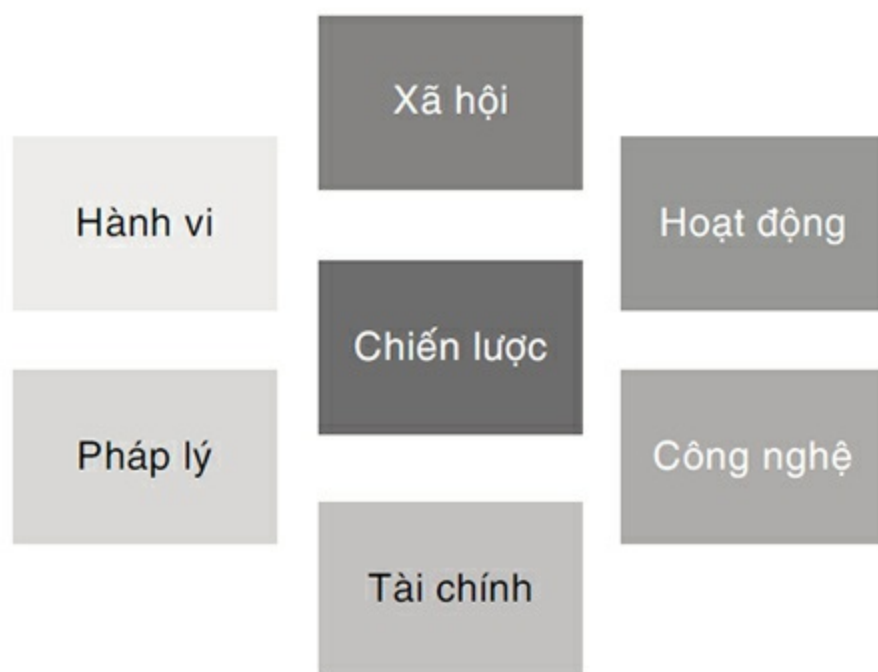 Xã hội
Hành vi
Hoạt động
Chiến lược
Pháp lý
Công nghệ
Tài chính